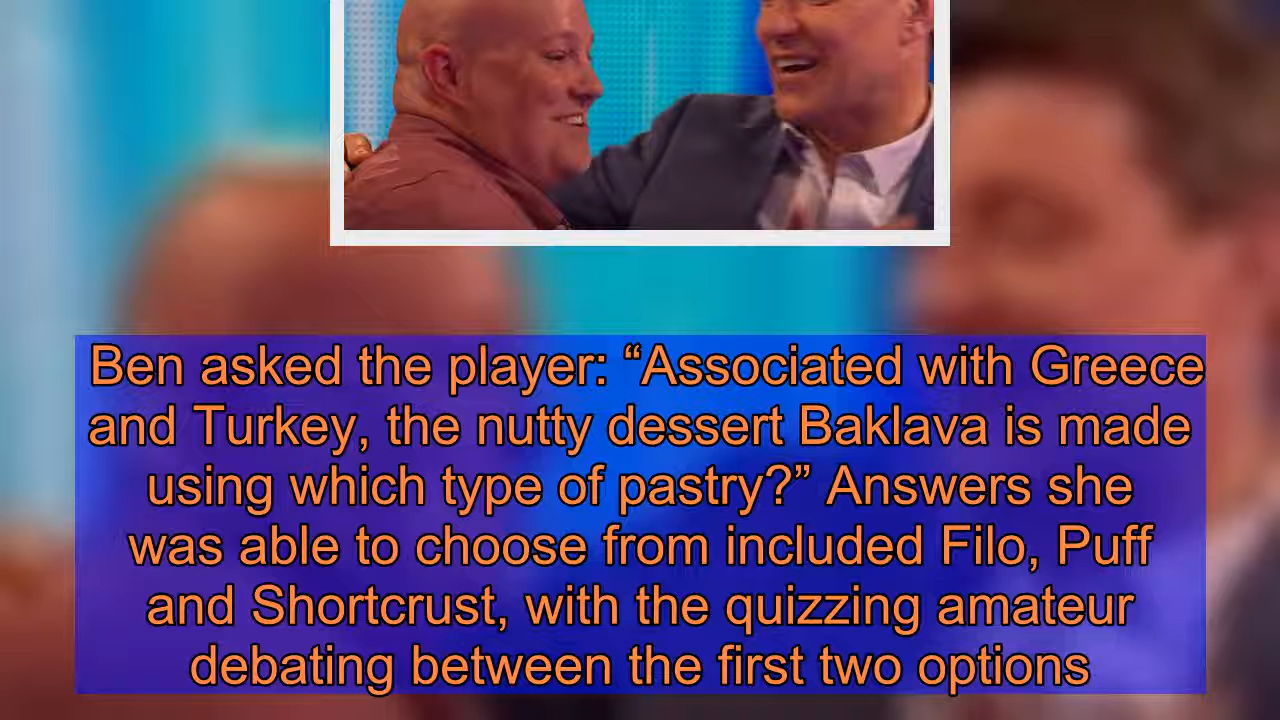 Ben asked the player: “Associated with Greece
and Turkey, the nutty dessert Baklava is made
using which type of pastry?” Answers she
was able to choose from included Filo, Puff
and Shortcrust, with the quizzing amateur
debating between the first two options